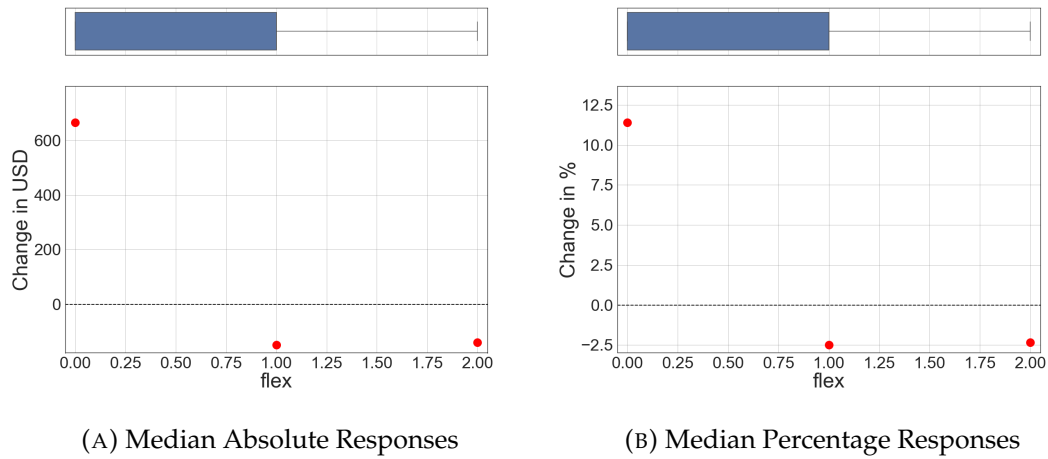 Change in USD
600
400
200
0
0.00 0.25 0.50 0.75 1.00 1.25 1.50 1.75 2.00
flex
(A) Median Absolute Responses
Change in %
12.5
10.0
7.5
5.0
2.5
0.0
−2.5
0.00 0.25 0.50 0.75 1.00 1.25 1.50 1.75 2.00
flex
(B) Median Percentage Responses